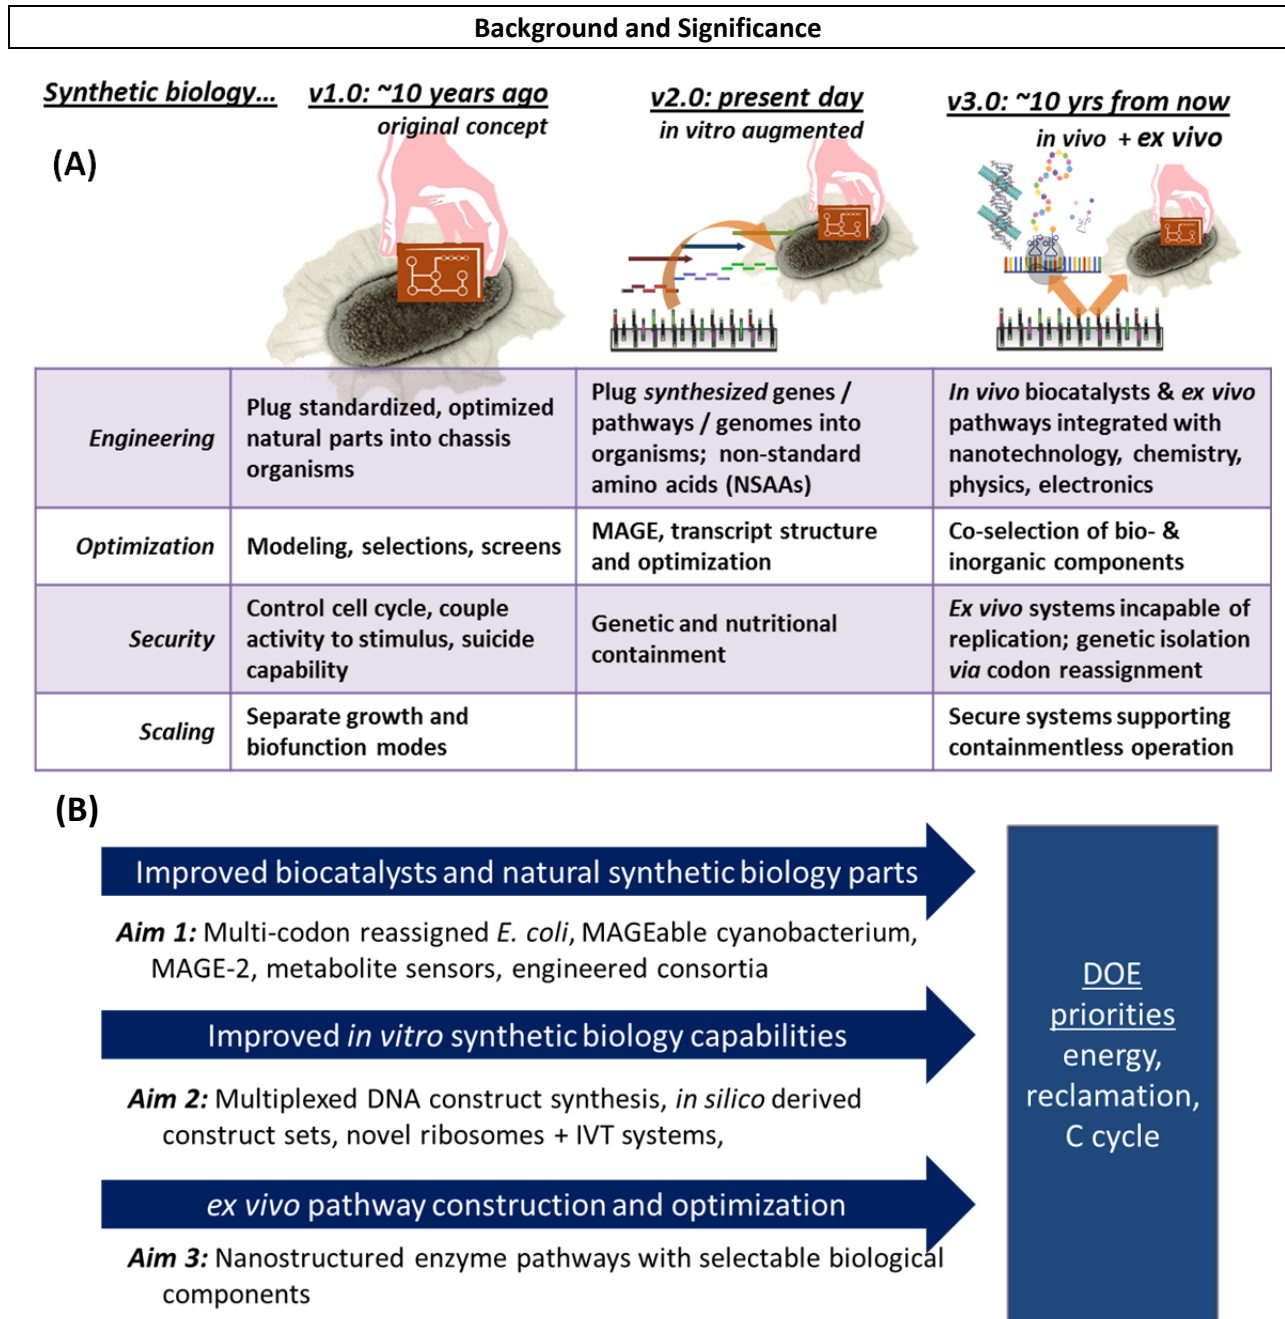 Background and Significance
Synthetic biology...
v1.0: ~10 years ago
original concept
v2.0: present day
in vitro augmented
v3.0: ~10 yrs from now
in vivo + ex vivo
(A)
Engineering
Plug standardized, optimized
natural parts into chassis
organisms
Plug synthesized genes /
pathways / genomes into
organisms; non-standard
amino acids (NSAAs)
In vivo biocatalysts & ex vivo
pathways integrated with
nanotechnology, chemistry,
physics, electronics
Optimization
Modeling, selections, screens
MAGE, transcript structure
and optimization
Co-selection of bio- &
inorganic components
Security
Control cell cycle, couple
activity to stimulus, suicide
capability
Genetic and nutritional
containment
Ex vivo systems incapable of
replication; genetic isolation
via codon reassignment
Scaling
Separate growth and
biofunction modes
Secure systems supporting
containmentless operation
(B)
Improved biocatalysts and natural synthetic biology parts
Aim 1: Multi-codon reassigned E. coli, MAGEable cyanobacterium,
MAGE-2, metabolite sensors, engineered consortia
Improved in vitro synthetic biology capabilities
Aim 2: Multiplexed DNA construct synthesis, in silico derived
construct sets, novel ribosomes + IVT systems,
ex vivo pathway construction and optimization
Aim 3: Nanostructured enzyme pathways with selectable biological
components
DOE
priorities
energy,
reclamation,
C cycle